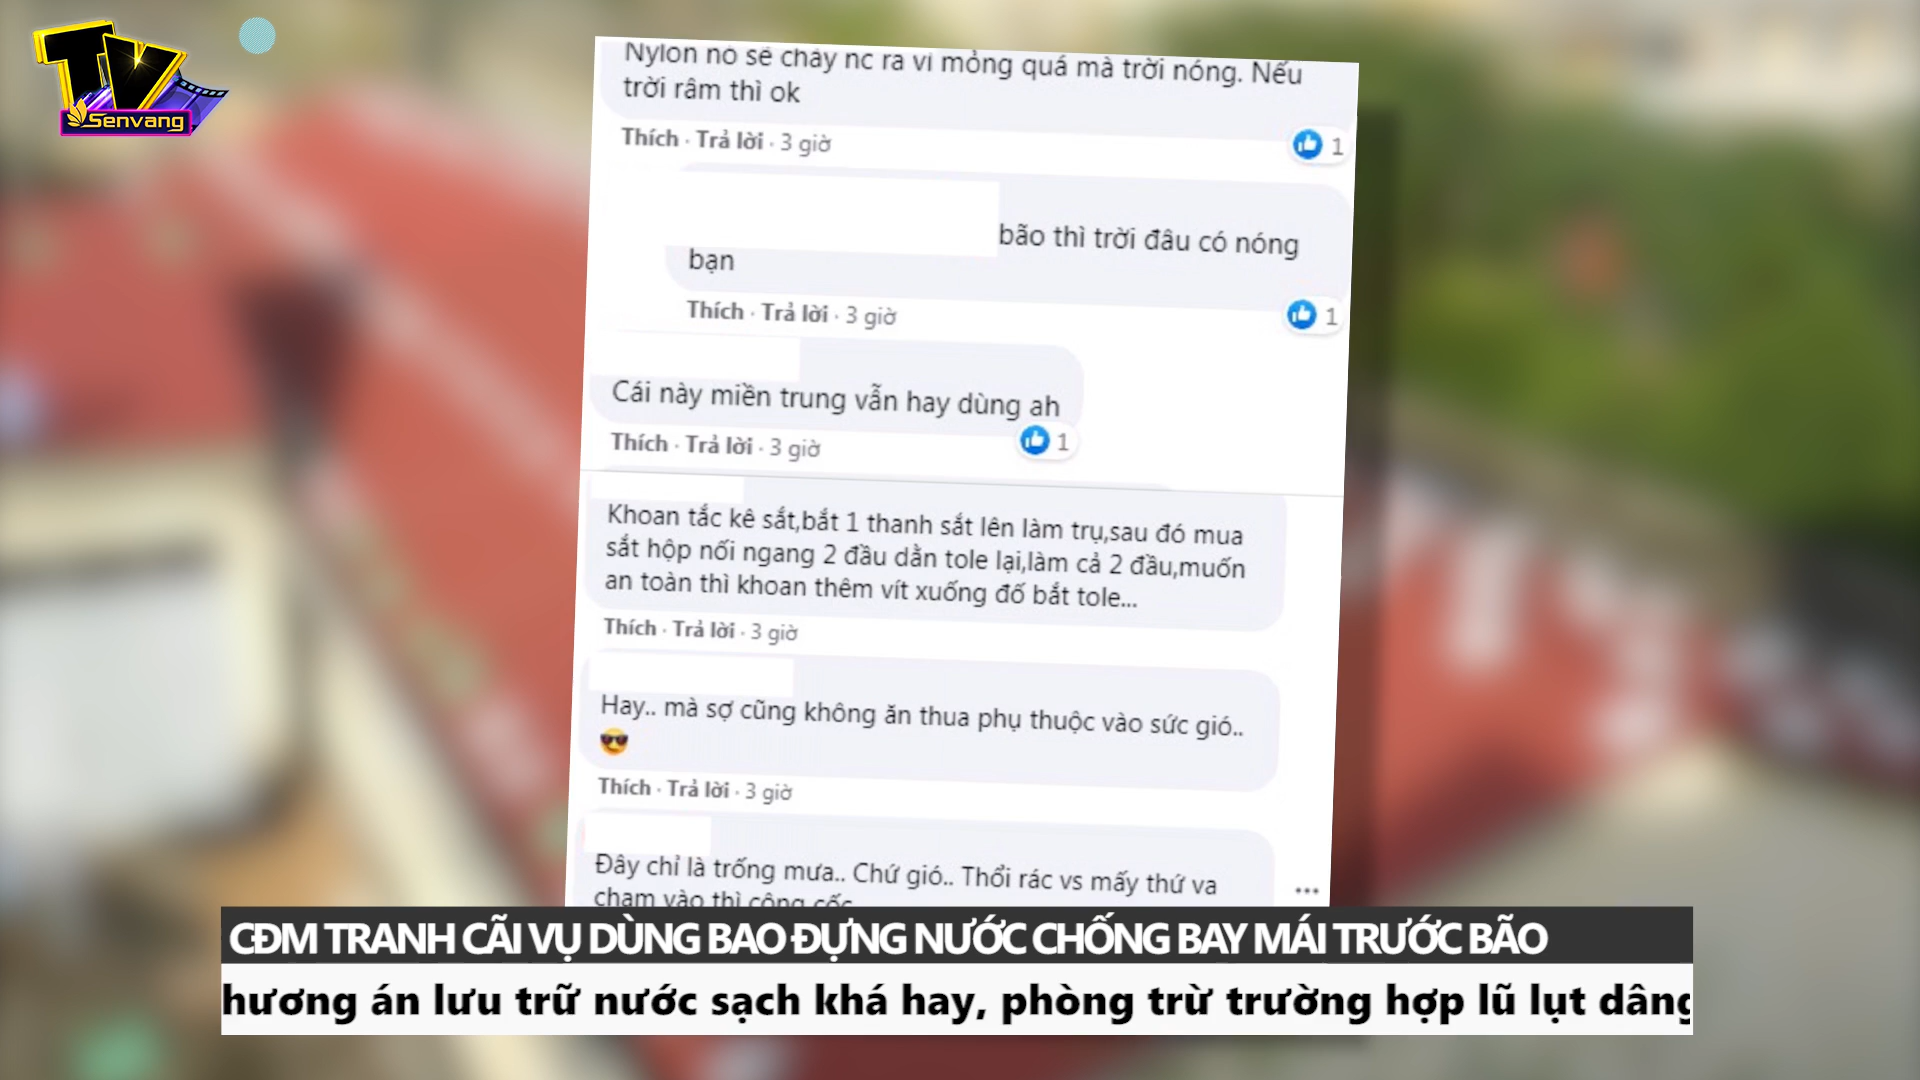 TV
Senvang
Nylon nó sẽ chảy nc ra vì mỏng quá mà trời nóng. Nếu
trời râm thì ok
Thích · Trả lời · 3 giờ
1
bão thì trời đâu có nóng
bạn
Thích · Trả lời · 3 giờ
1
Cái này miền trung vẫn hay dùng ah
Thích · Trả lời · 3 giờ
1
Khoan tắc kê sắt,bắt 1 thanh sắt lên làm trụ,sau đó mua
sắt hộp nối ngang 2 đầu dằn tole lại,làm cả 2 đầu,muốn
an toàn thì khoan thêm vít xuống đố bắt tole...
Thích · Trả lời · 3 giờ
Hay.. mà sợ cũng không ăn thua phụ thuộc vào sức gió..
😎
Thích · Trả lời · 3 giờ
Đây chỉ là trống mưa.. Chứ gió.. Thổi rác vs mấy thứ va
chạm vào thì công cốc
...
CĐM TRANH CÃI VỤ DÙNG BAO ĐỰNG NƯỚC CHỐNG BAY MÁI TRƯỚC BÃO
hương án lưu trữ nước sạch khá hay, phòng trừ trường hợp lũ lụt dâng